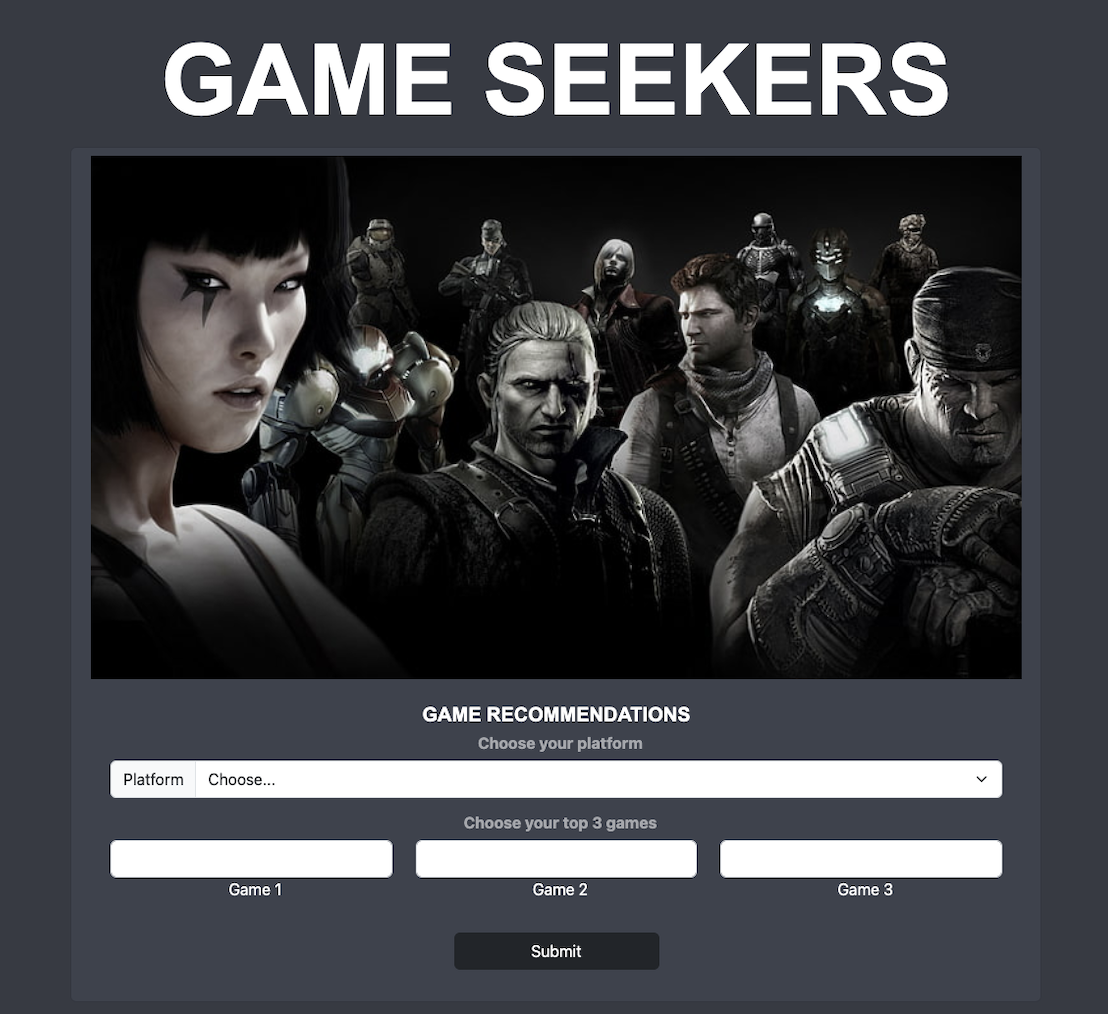 GAME SEEKERS
GAME RECOMMENDATIONS
Choose your platform
Platform Choose...
Choose your top 3 games
Game 1 Game 2 Game 3
Submit